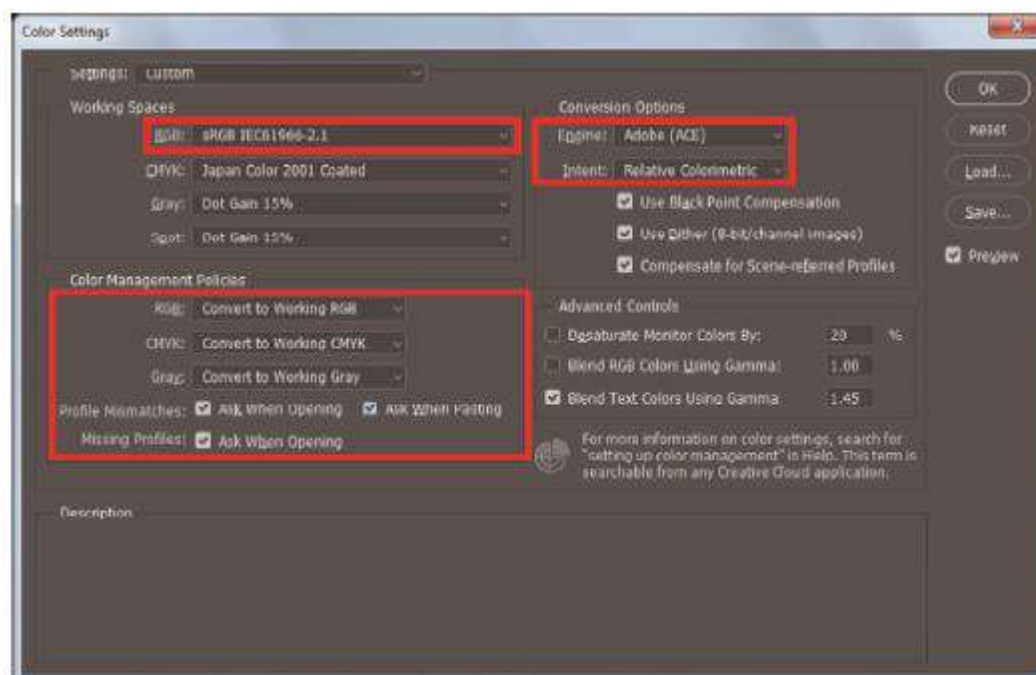 Color Settings
Settings: Custom
Working Spaces
RGB: sRGB IEC61966-2.1
CMYK: Japan Color 2001 Coated
Gray: Dot Gain 15%
Spot: Dot Gain 15%
Color Management Policies
RGB: Convert to Working RGB
CMYK: Convert to Working CMYK
Gray: Convert to Working Gray
Profile Mismatches: Ask When Opening Ask When Pasting
Missing Profiles: Ask When Opening
Conversion Options
Engine: Adobe (ACE)
Intent: Relative Colorimetric
Use Black Point Compensation
Use Dither (8-bit/channel images)
Compensate for Scene-referred Profiles
Advanced Controls
Desaturate Monitor Colors By: 20 %
Blend RGB Colors Using Gamma: 1.00
Blend Text Colors Using Gamma: 1.45
For more information on color settings, search for
"setting up color management" in Help. This term is
searchable from any Creative Cloud application.
OK
Reset
Load...
Save...
Preview
Description